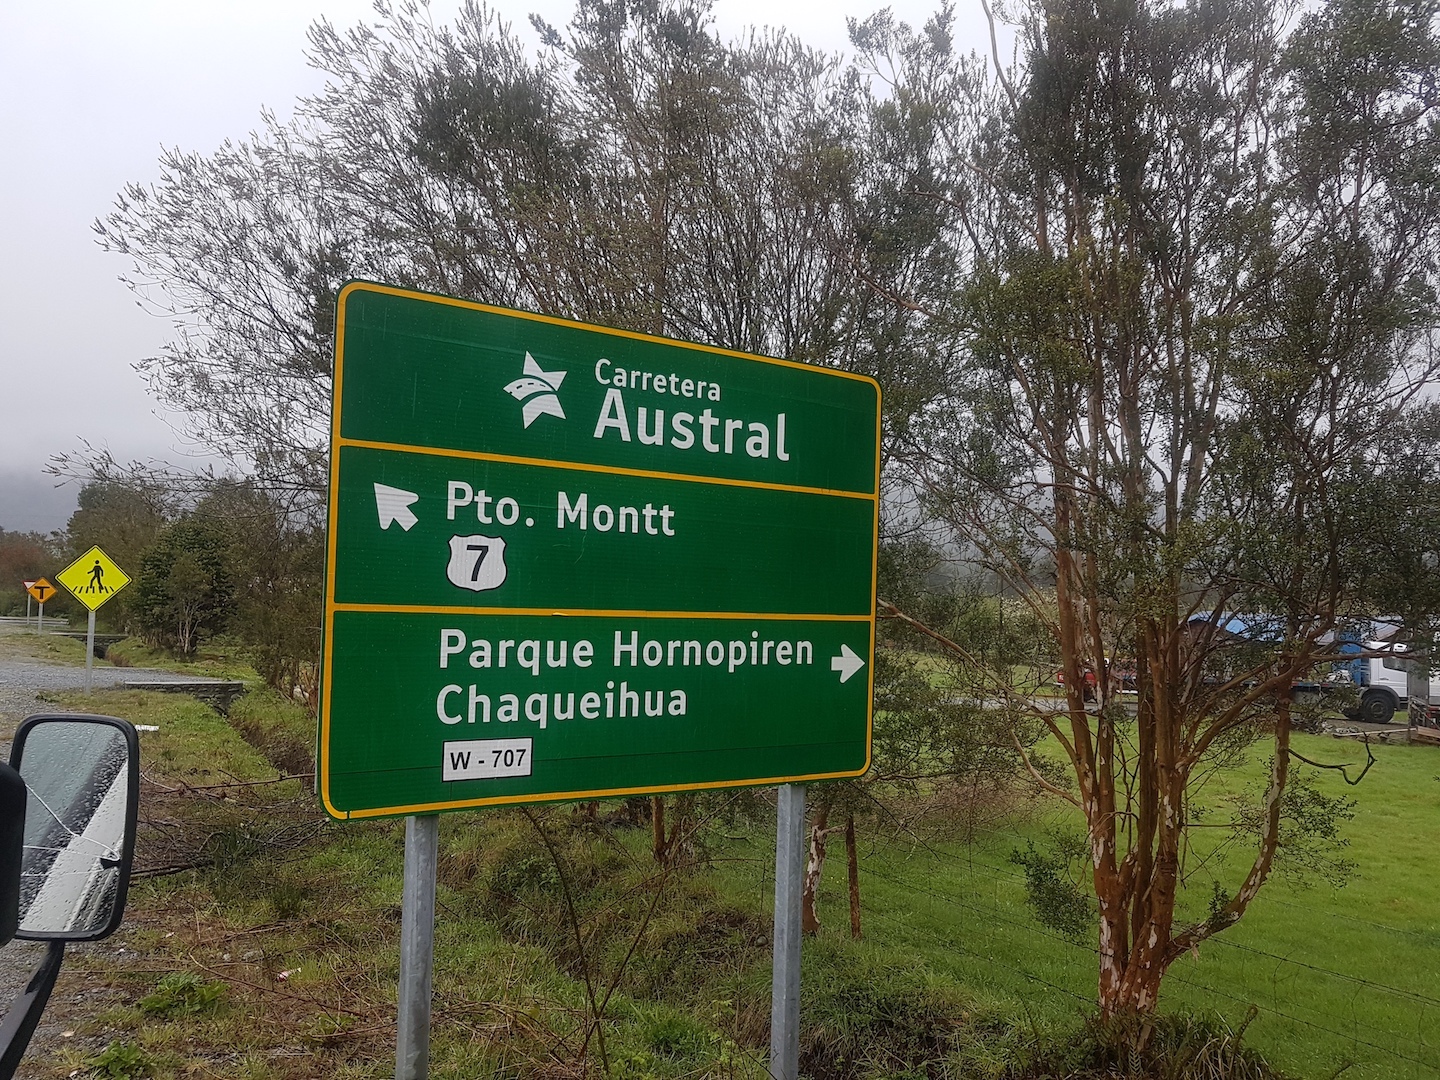 Carretera
Austral
Pto. Montt
7
Parque Hornopiren
Chaqueihua
W - 707